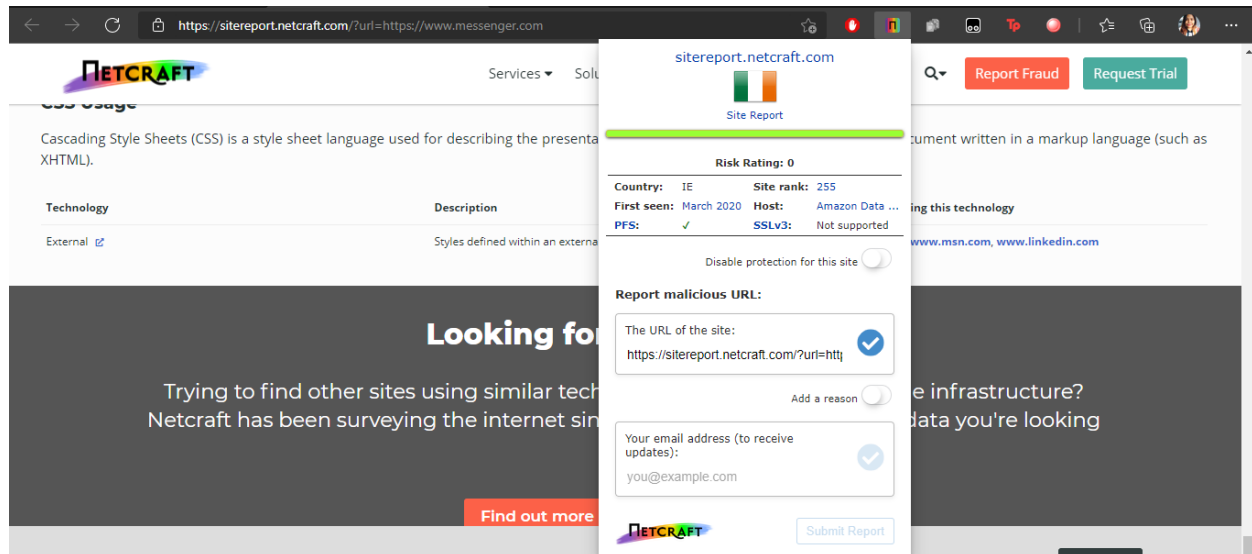 https://sitereport.netcraft.com/?url=https://www.messenger.com
NETCRAFT
Services
Solu
Report Fraud
Request Trial
CSS Usage
Cascading Style Sheets (CSS) is a style sheet language used for describing the presenta
cument written in a markup language (such as
XHTML).
Technology
Description
ing this technology
External
Styles defined within an externa
www.msn.com, www.linkedin.com
Looking for
Trying to find other sites using similar tech
e infrastructure?
Netcraft has been surveying the internet sin
data you're looking
Find out more
sitereport.netcraft.com
Site Report
Risk Rating: 0
Country: IE Site rank: 255
First seen: March 2020 Host: Amazon Data ...
PFS: ✓ SSLv3: Not supported
Disable protection for this site
Report malicious URL:
The URL of the site:
https://sitereport.netcraft.com/?url=http
Add a reason
Your email address (to receive
updates):
you@example.com
NETCRAFT
Submit Report